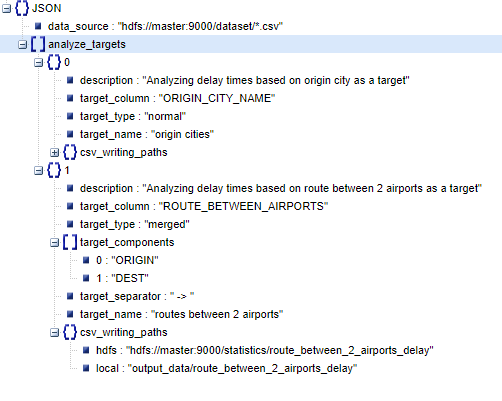 JSON
data_source : "hdfs://master:9000/dataset/*.csv"
analyze_targets
0
description : "Analyzing delay times based on origin city as a target"
target_column : "ORIGIN_CITY_NAME"
target_type : "normal"
target_name : "origin cities"
csv_writing_paths
1
description : "Analyzing delay times based on route between 2 airports as a target"
target_column : "ROUTE_BETWEEN_AIRPORTS"
target_type : "merged"
target_components
0 : "ORIGIN"
1 : "DEST"
target_separator : " -> "
target_name : "routes between 2 airports"
csv_writing_paths
hdfs : "hdfs://master:9000/statistics/route_between_2_airports_delay"
local : "output_data/route_between_2_airports_delay"